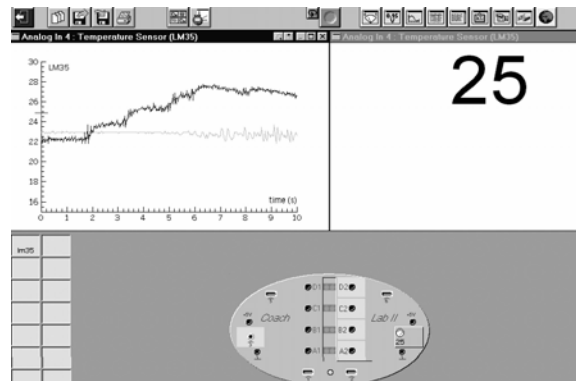 Analog In 4 : Temperature Sensor (LM35)
Analog In 4 : Temperature Sensor (LM35)
30
LM35
28
26
24
22
20
18
16
time (s)
0 1 2 3 4 5 6 7 8 9 10
25
lm35
D1 D2
C1 C2
Coach
Lab II
B1 B2
25
A1 A2